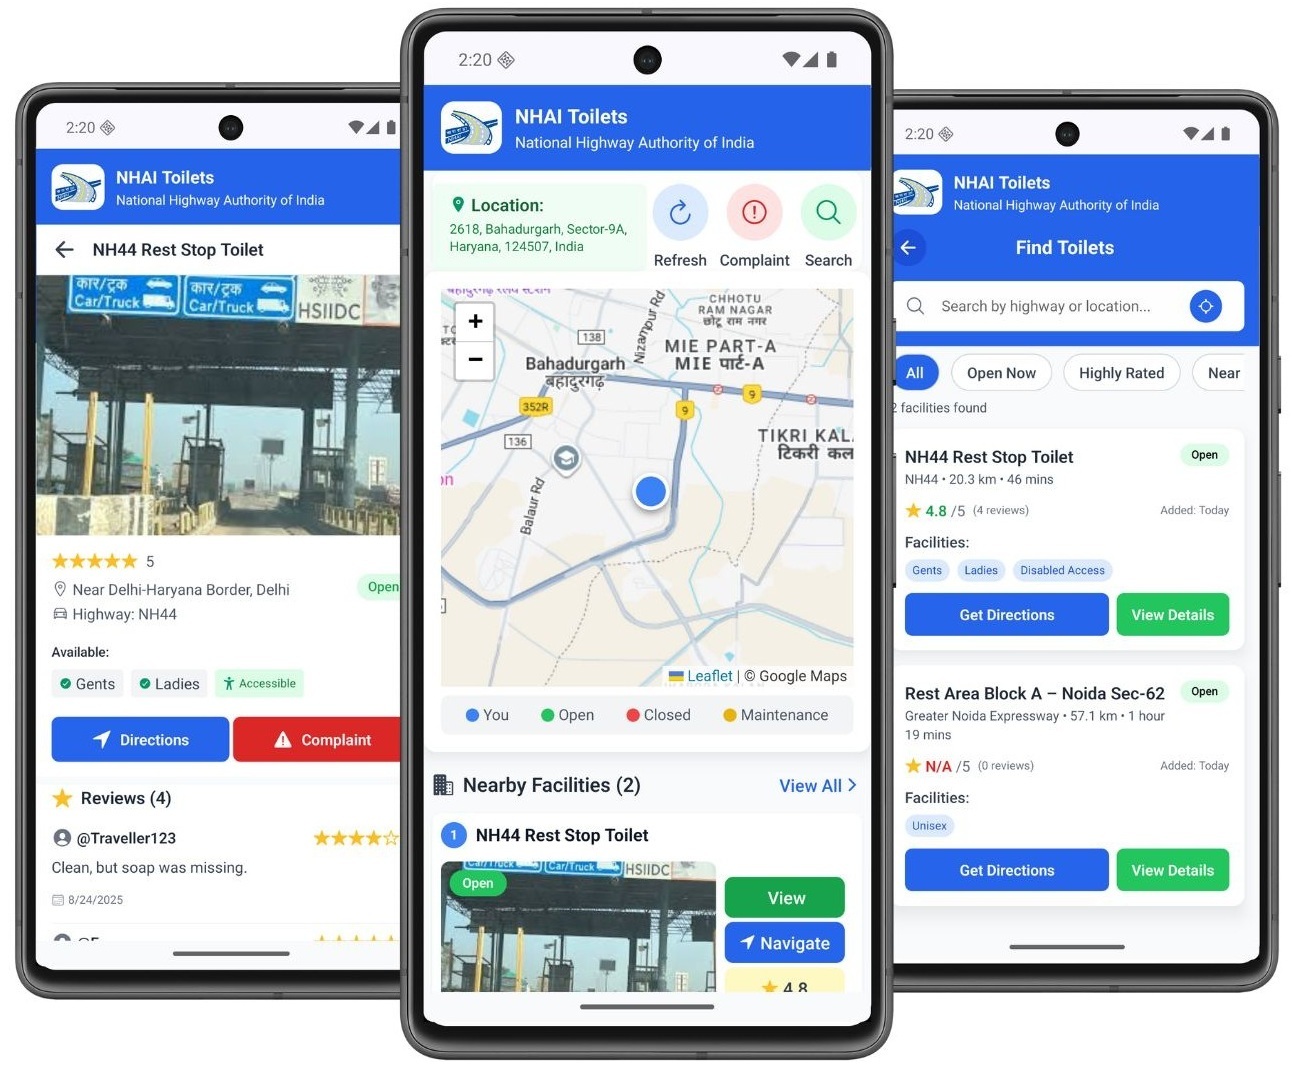 2:20
NHAI Toilets
National Highway Authority of India
NH44 Rest Stop Toilet
कार/ट्रक
Car/Truck
कार/ट्रक
Car/Truck
HSIIDC
5
Near Delhi-Haryana Border, Delhi
Open
Highway: NH44
Available:
Gents
Ladies
Accessible
Directions
Complaint
Reviews (4)
@Traveller123
Clean, but soap was missing.
8/24/2025
2:20
NHAI Toilets
National Highway Authority of India
Location:
2618, Bahadurgarh, Sector-9A,
Haryana, 124507, India
Refresh
Complaint
Search
+
−
CHHOTU
RAM NAGAR
छोटू राम नगर
Nizampur Rd
138
MIE PART-A
MIE पार्ट-A
Bahadurgarh
बहादुरगढ़
352R
9
9
136
TIKRI KAL
टिकरी कल
Balaur Rd
Leaflet | © Google Maps
You
Open
Closed
Maintenance
Nearby Facilities (2)
View All
1
NH44 Rest Stop Toilet
Car/Truck
Car/Truck
HSIIDC
Open
View
Navigate
4.8
2:20
NHAI Toilets
National Highway Authority of India
Find Toilets
Search by highway or location...
All
Open Now
Highly Rated
Near
2 facilities found
NH44 Rest Stop Toilet
Open
NH44 • 20.3 km • 46 mins
4.8 /5 (4 reviews)
Added: Today
Facilities:
Gents
Ladies
Disabled Access
Get Directions
View Details
Rest Area Block A – Noida Sec-62
Open
Greater Noida Expressway • 57.1 km • 1 hour
19 mins
N/A /5 (0 reviews)
Added: Today
Facilities:
Unisex
Get Directions
View Details